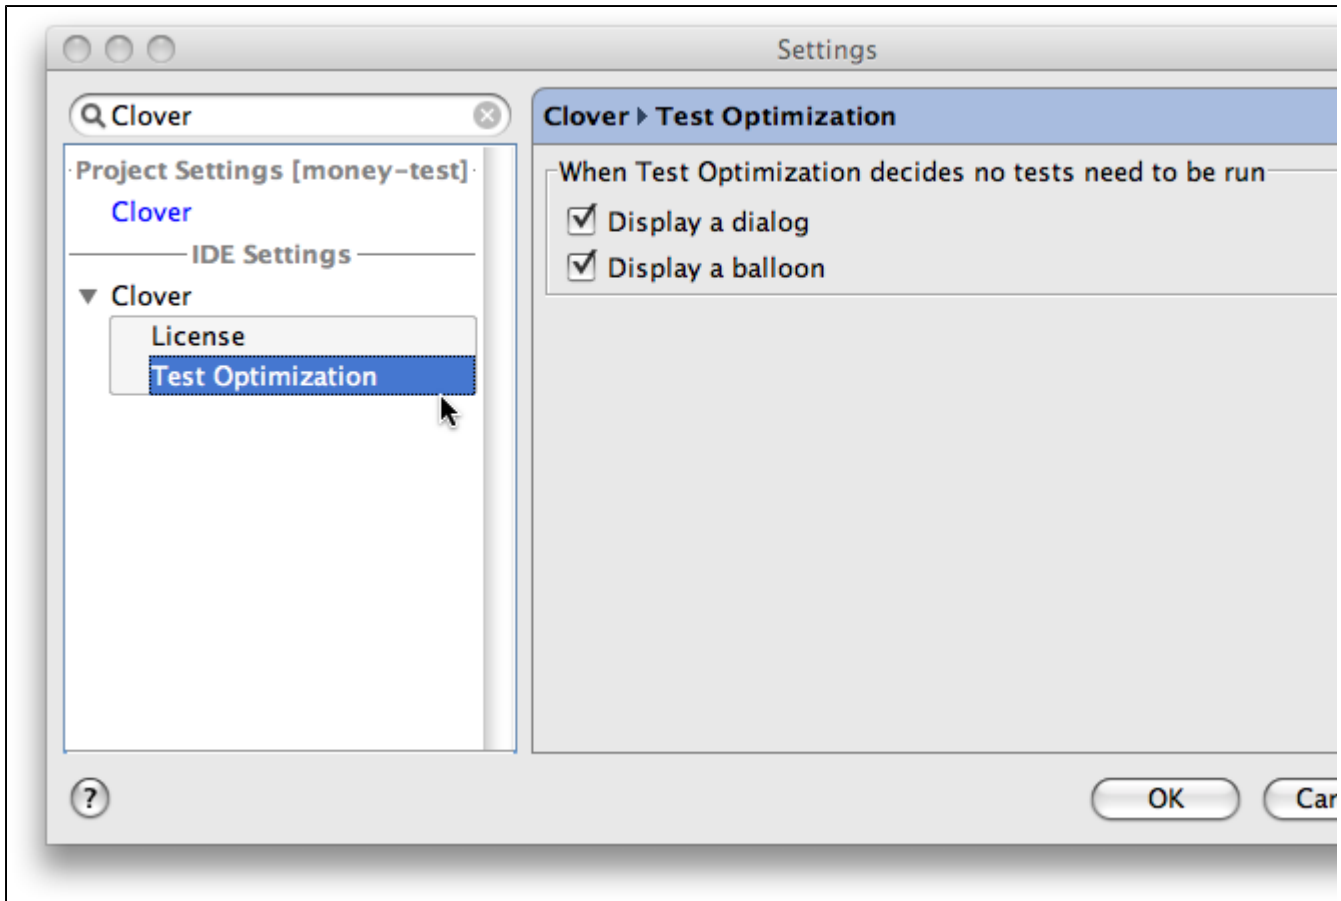 Settings
Clover
Clover ▸ Test Optimization
Project Settings [money-test]
Clover
IDE Settings
Clover
License
Test Optimization
When Test Optimization decides no tests need to be run
Display a dialog
Display a balloon
?
OK